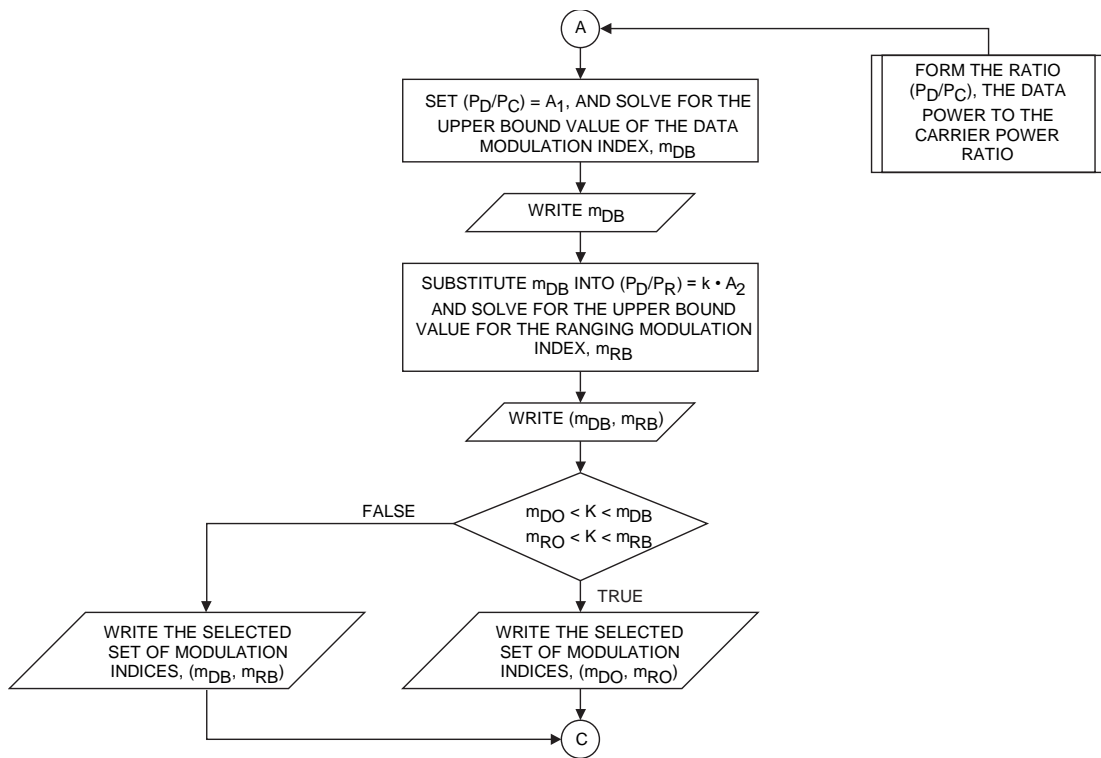 A
FORM THE RATIO
(PD/PC), THE DATA
POWER TO THE
CARRIER POWER
RATIO
SET (PD/PC) = A1, AND SOLVE FOR THE
UPPER BOUND VALUE OF THE DATA
MODULATION INDEX, mDB
WRITE mDB
SUBSTITUTE mDB INTO (PD/PR) = k • A2
AND SOLVE FOR THE UPPER BOUND
VALUE FOR THE RANGING MODULATION
INDEX, mRB
WRITE (mDB, mRB)
mDO < K < mDB
mRO < K < mRB
FALSE
TRUE
WRITE THE SELECTED
SET OF MODULATION
INDICES, (mDB, mRB)
WRITE THE SELECTED
SET OF MODULATION
INDICES, (mDO, mRO)
C